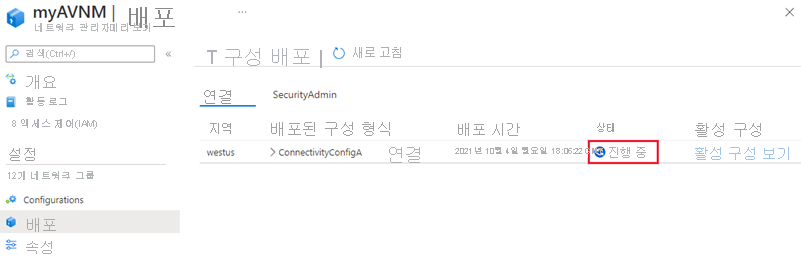 myAVNM | 배포 ...
네트워크 관리자미리 보기
검색(Ctrl+/)
«
개요
활동 로그
8 액세스 제어(IAM)
설정
12개 네트워크 그룹
Configurations
배포
속성
T 구성 배포 | 새로 고침
연결 SecurityAdmin
지역 배포된 구성 형식 배포 시간 상태 활성 구성
westus > ConnectivityConfigA 연결 2021년 10월 4일 월요일 18:06:22 진행 중 활성 구성 보기